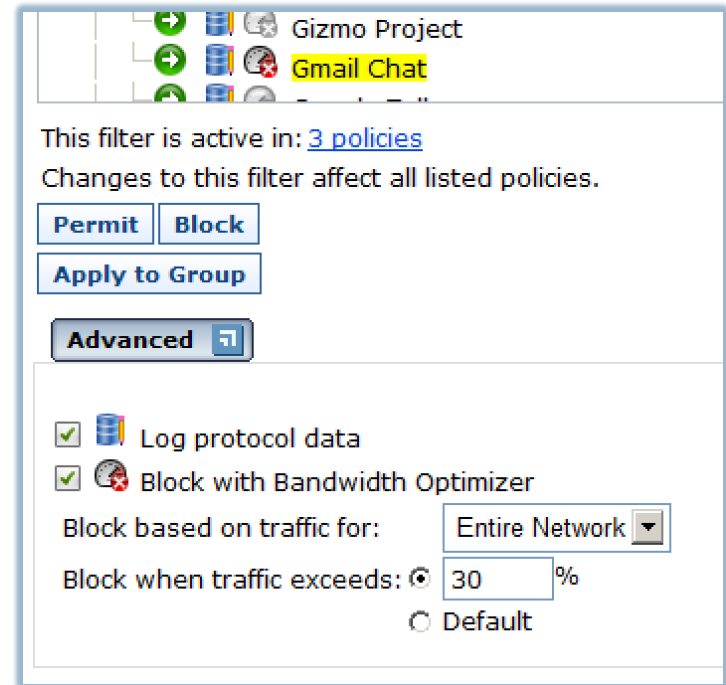 Gizmo Project
Gmail Chat
This filter is active in: 3 policies
Changes to this filter affect all listed policies.
Permit Block
Apply to Group
Advanced
Log protocol data
Block with Bandwidth Optimizer
Block based on traffic for: Entire Network
Block when traffic exceeds: 30 %
Default